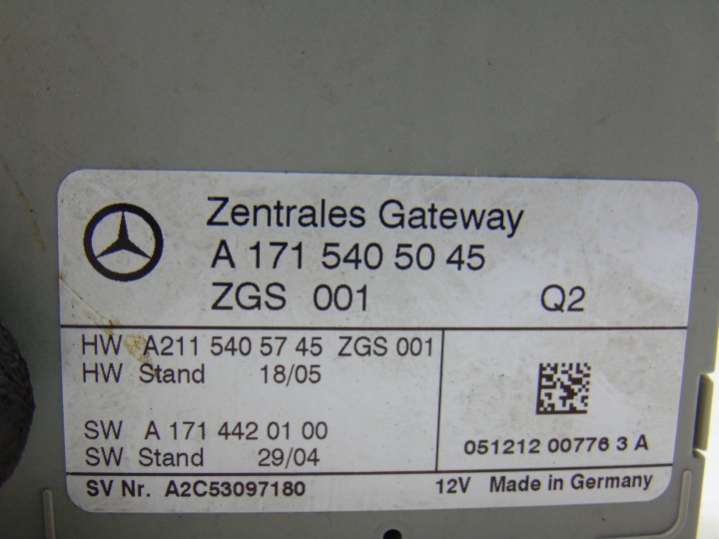 Zentrales Gateway
A 171 540 50 45
ZGS 001 Q2
HW A211 540 57 45 ZGS 001
HW Stand 18/05
SW A 171 442 01 00
SW Stand 29/04
051212 00776 3 A
SV Nr. A2C53097180 12V Made in Germany